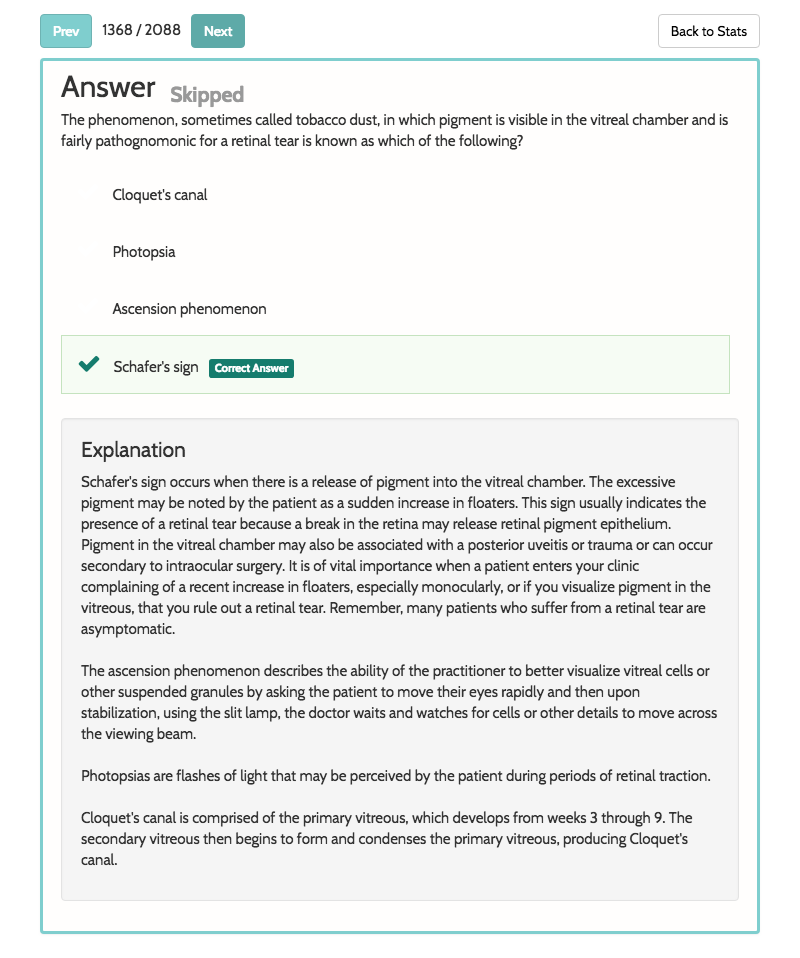 Prev 1368 / 2088 Next Back to Stats
Answer Skipped
The phenomenon, sometimes called tobacco dust, in which pigment is visible in the vitreal chamber and is
fairly pathognomonic for a retinal tear is known as which of the following?
Cloquet's canal
Photopsia
Ascension phenomenon
Schafer's sign Correct Answer
Explanation
Schafer's sign occurs when there is a release of pigment into the vitreal chamber. The excessive
pigment may be noted by the patient as a sudden increase in floaters. This sign usually indicates the
presence of a retinal tear because a break in the retina may release retinal pigment epithelium.
Pigment in the vitreal chamber may also be associated with a posterior uveitis or trauma or can occur
secondary to intraocular surgery. It is of vital importance when a patient enters your clinic
complaining of a recent increase in floaters, especially monocularly, or if you visualize pigment in the
vitreous, that you rule out a retinal tear. Remember, many patients who suffer from a retinal tear are
asymptomatic.
The ascension phenomenon describes the ability of the practitioner to better visualize vitreal cells or
other suspended granules by asking the patient to move their eyes rapidly and then upon
stabilization, using the slit lamp, the doctor waits and watches for cells or other details to move across
the viewing beam.
Photopsias are flashes of light that may be perceived by the patient during periods of retinal traction.
Cloquet's canal is comprised of the primary vitreous, which develops from weeks 3 through 9. The
secondary vitreous then begins to form and condenses the primary vitreous, producing Cloquet's
canal.